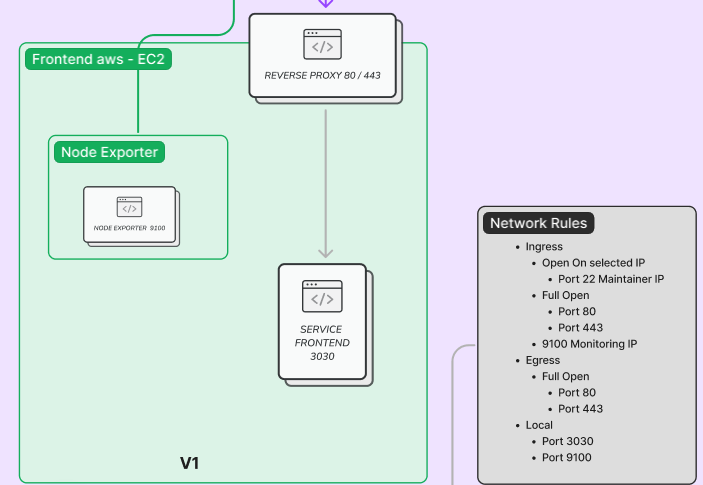 Frontend aws - EC2
REVERSE PROXY 80 / 443
Node Exporter
NODE EXPORTER 9100
SERVICE
FRONTEND
3030
V1
Network Rules
• Ingress
• Open On selected IP
• Port 22 Maintainer IP
• Full Open
• Port 80
• Port 443
• 9100 Monitoring IP
• Egress
• Full Open
• Port 80
• Port 443
• Local
• Port 3030
• Port 9100